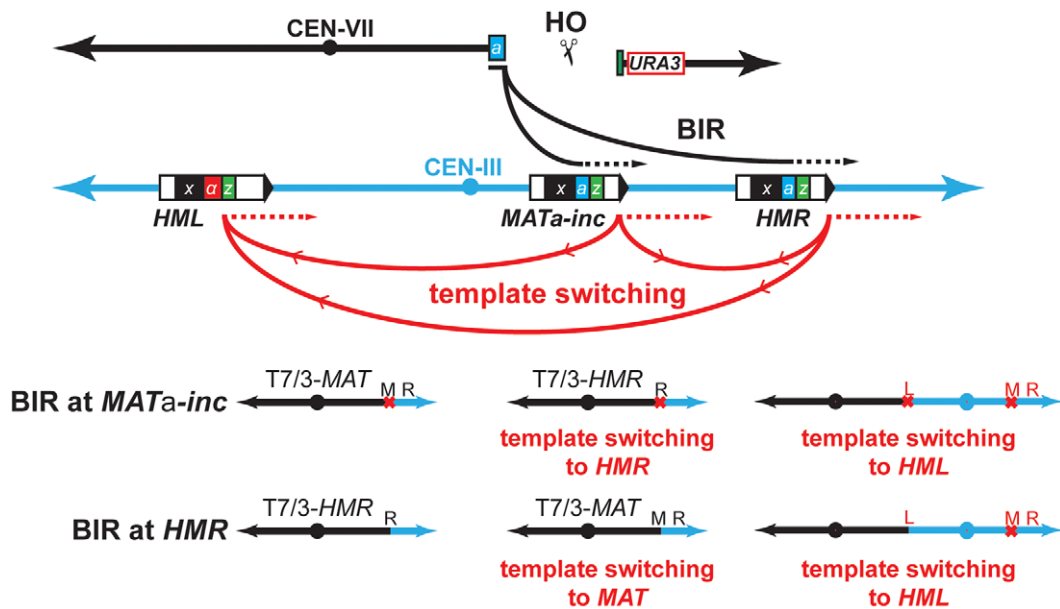 CEN-VII
HO
a
URA3
BIR
CEN-III
x α z
x a z
x a z
HML
MATa-inc
HMR
template switching
T7/3-MAT
M R
T7/3-HMR
R
L
M R
BIR at MATa-inc
template switching
to HMR
template switching
to HML
T7/3-HMR
R
T7/3-MAT
M R
L
M R
BIR at HMR
template switching
to MAT
template switching
to HML